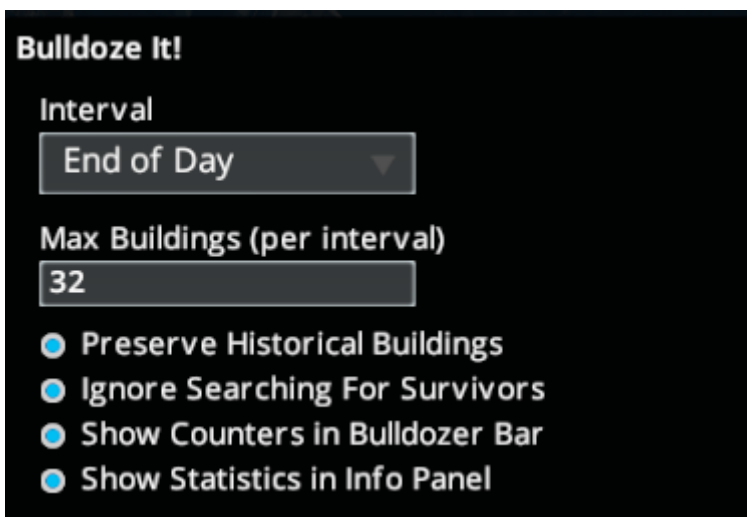 Bulldoze It!
Interval
End of Day
Max Buildings (per interval)
32
Preserve Historical Buildings
Ignore Searching For Survivors
Show Counters in Bulldozer Bar
Show Statistics in Info Panel